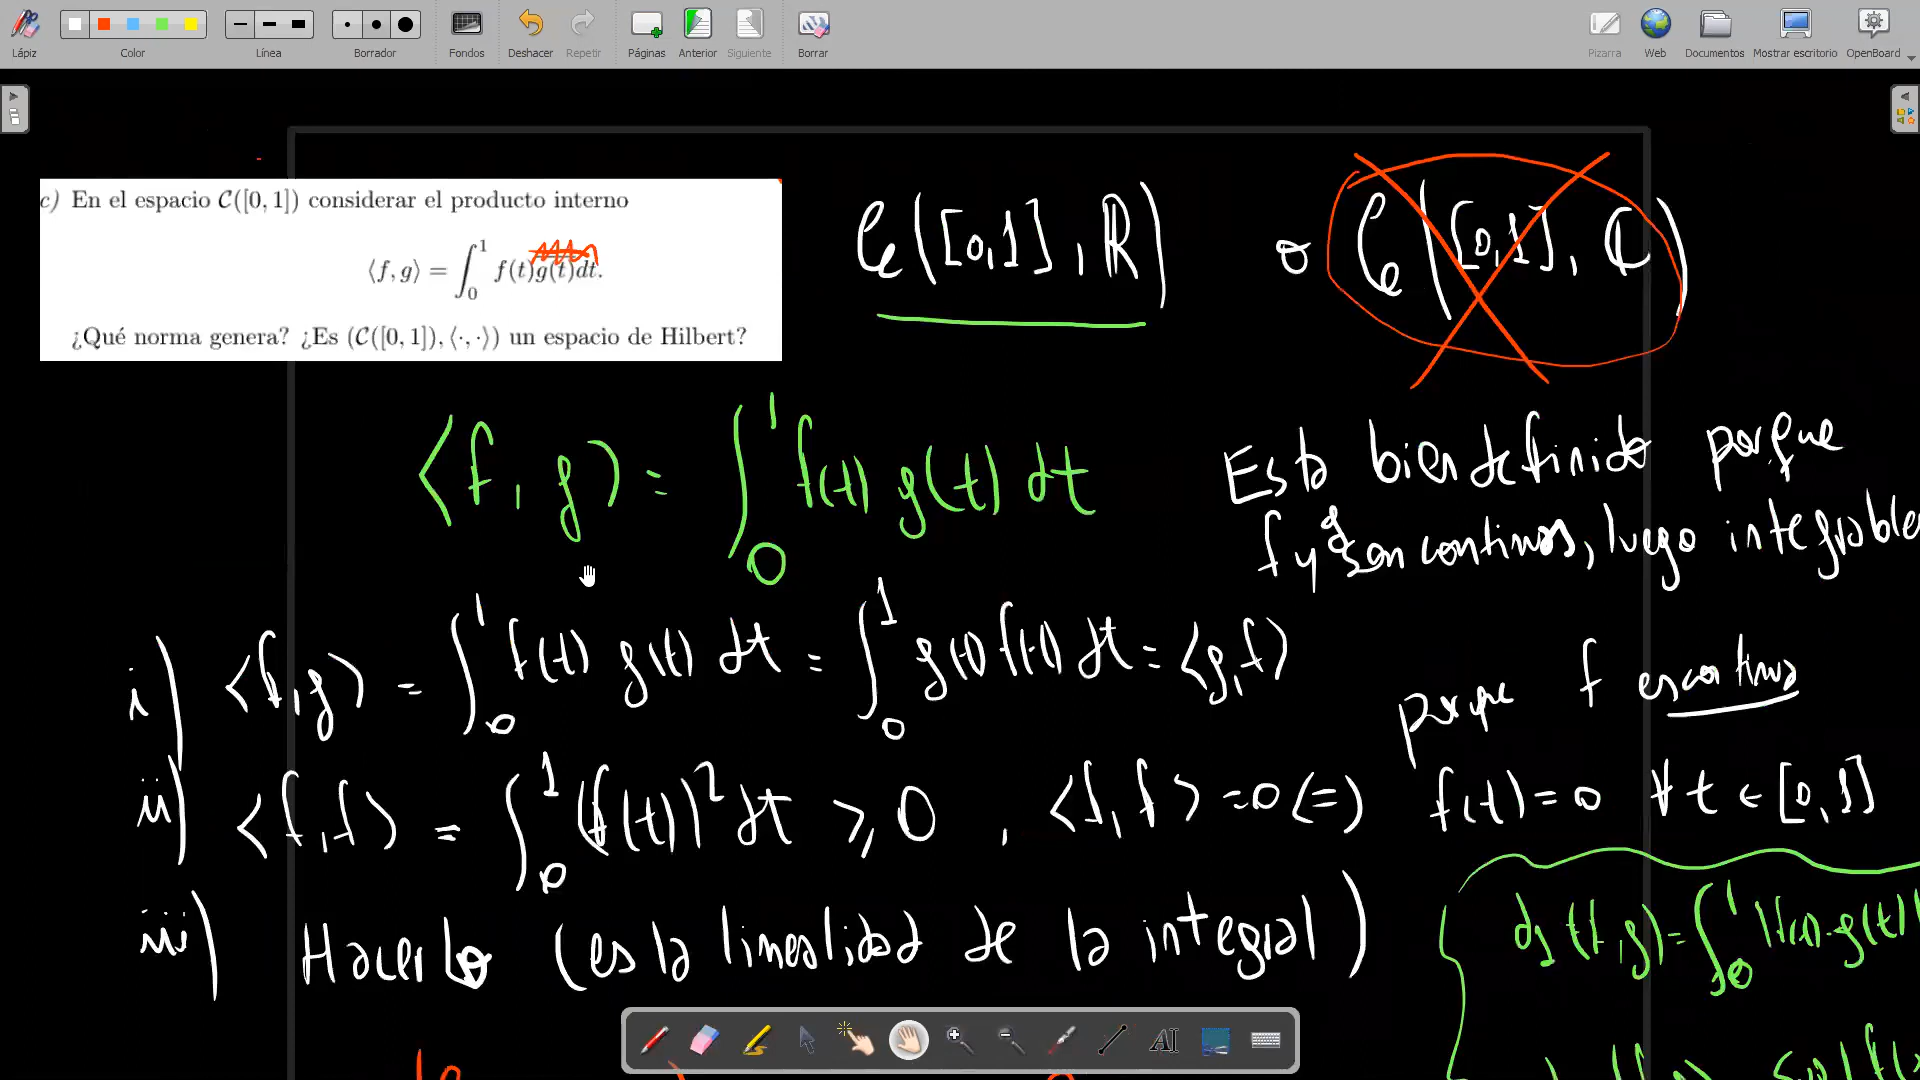 Lápiz Color Línea Borrador Fondos Deshacer Repetir Páginas Anterior Siguiente Borrar Pizarra Web Documentos Mostrar escritorio OpenBoard
c) En el espacio C([0, 1]) considerar el producto interno
⟨f, g⟩ = ∫₀¹ f(t)g(t)dt.
¿Qué norma genera? ¿Es (C([0, 1]), ⟨·, ·⟩) un espacio de Hilbert?
C([0,1], ℝ) o C([0,1], ℂ)
⟨f, g⟩ = ∫₀¹ f(t) g(t) dt
Esto bien definido porque
f y g son continuas, luego integrables
i) ⟨f,g⟩ = ∫₀¹ f(t) g(t) dt = ∫₀¹ g(t) f(t) dt = ⟨g,f⟩
porque f es continua
ii) ⟨f,f⟩ = ∫₀¹ (f(t))² dt ≥ 0, ⟨f,f⟩ = 0 (=) f(t) = 0 ∀ t ∈ [0,1]
iii) Hacerlo (es la linealidad de la integral)
d₁(f,g) = ∫₀¹ |f(t)-g(t)|